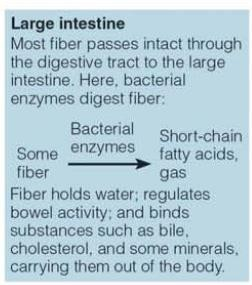 Large intestine
Most fiber passes intact through
the digestive tract to the large
intestine. Here, bacterial
enzymes digest fiber:
Some fiber
Bacterial enzymes
Short-chain fatty acids, gas
Fiber holds water; regulates
bowel activity; and binds
substances such as bile,
cholesterol, and some minerals,
carrying them out of the body.